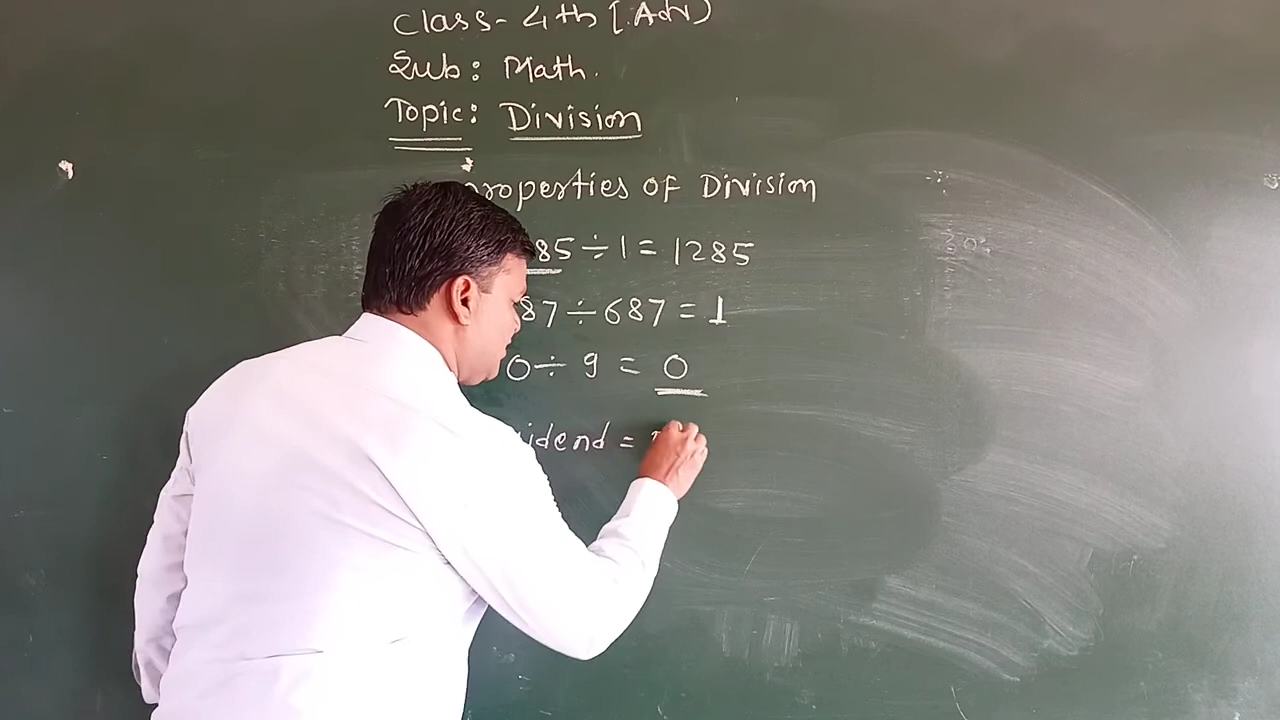 Class- 4th (Adv)
Sub: Math.
Topic: Division
properties of Division
85 ÷ 1 = 1285
87 ÷ 687 = 1
0 ÷ 9 = 0
idend =